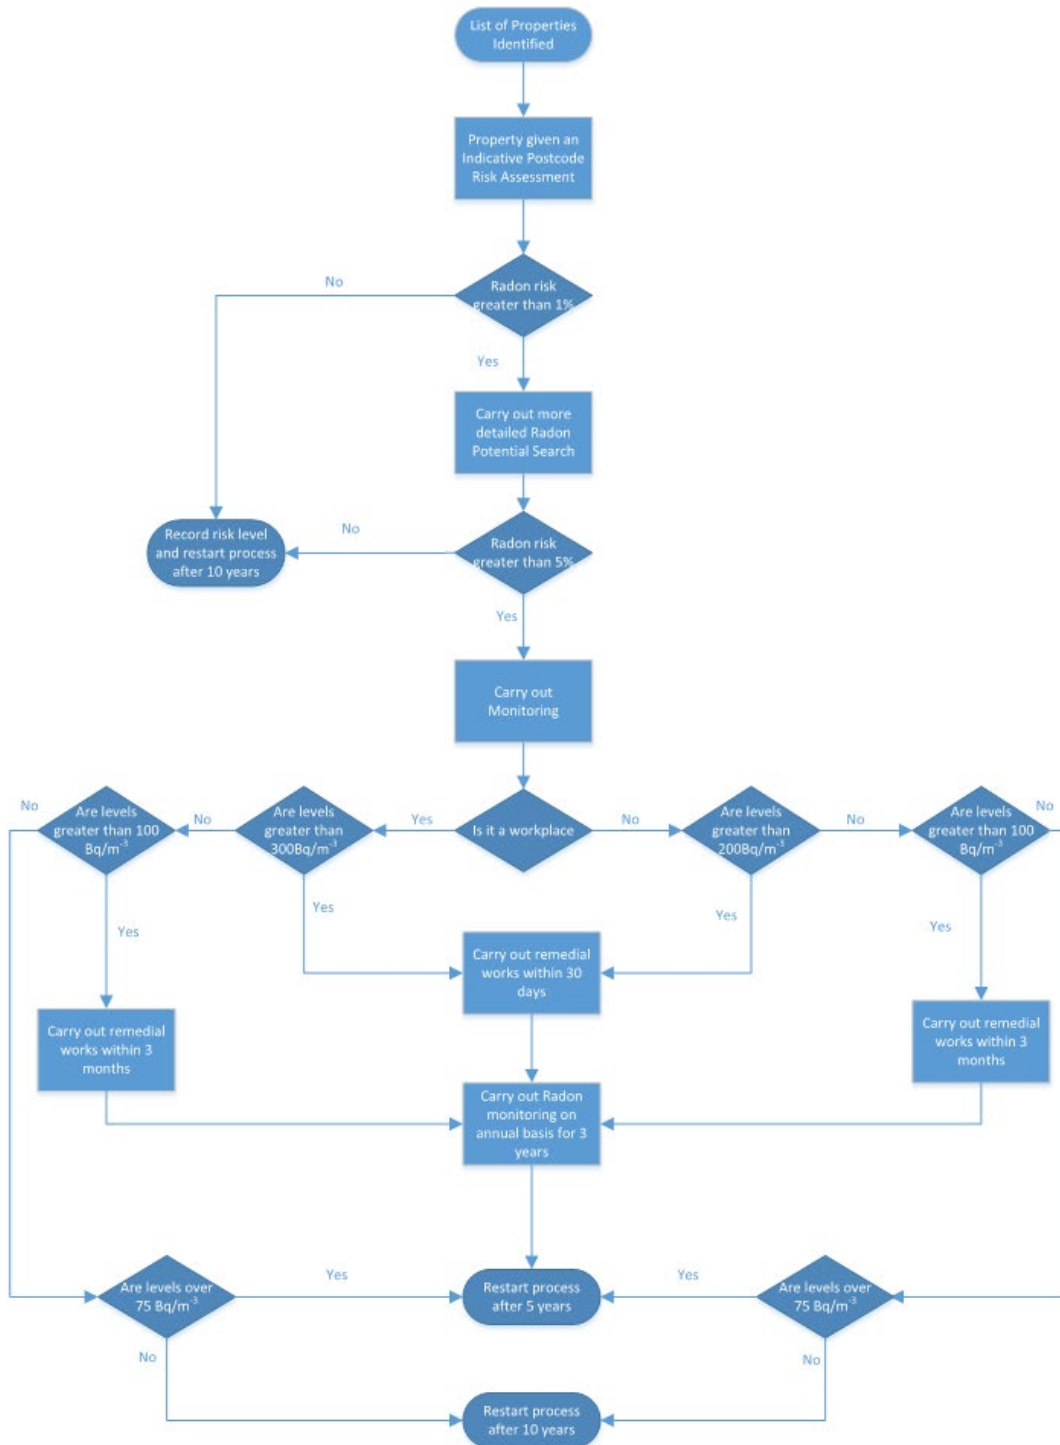 List of Properties
Identified
Property given an
Indicative Postcode
Risk Assessment
No
Radon risk
greater than 1%
Yes
Carry out more
detailed Radon
Potential Search
Record risk level
and restart process
after 10 years
No
Radon risk
greater than 5%
Yes
Carry out
Monitoring
No
Are levels
greater than 100
Bq/m⁻³
No
Are levels
greater than
300Bq/m⁻³
Yes
Is it a workplace
No
Are levels
greater than
200Bq/m⁻³
No
Are levels
greater than 100
Bq/m⁻³
No
Yes
Yes
Yes
Yes
Carry out remedial
works within 30
days
Carry out remedial
works within 3
months
Carry out remedial
works within 3
months
Carry out Radon
monitoring on
annual basis for 3
years
Are levels over
75 Bq/m⁻³
Yes
Restart process
after 5 years
Yes
Are levels over
75 Bq/m⁻³
No
No
Restart process
after 10 years